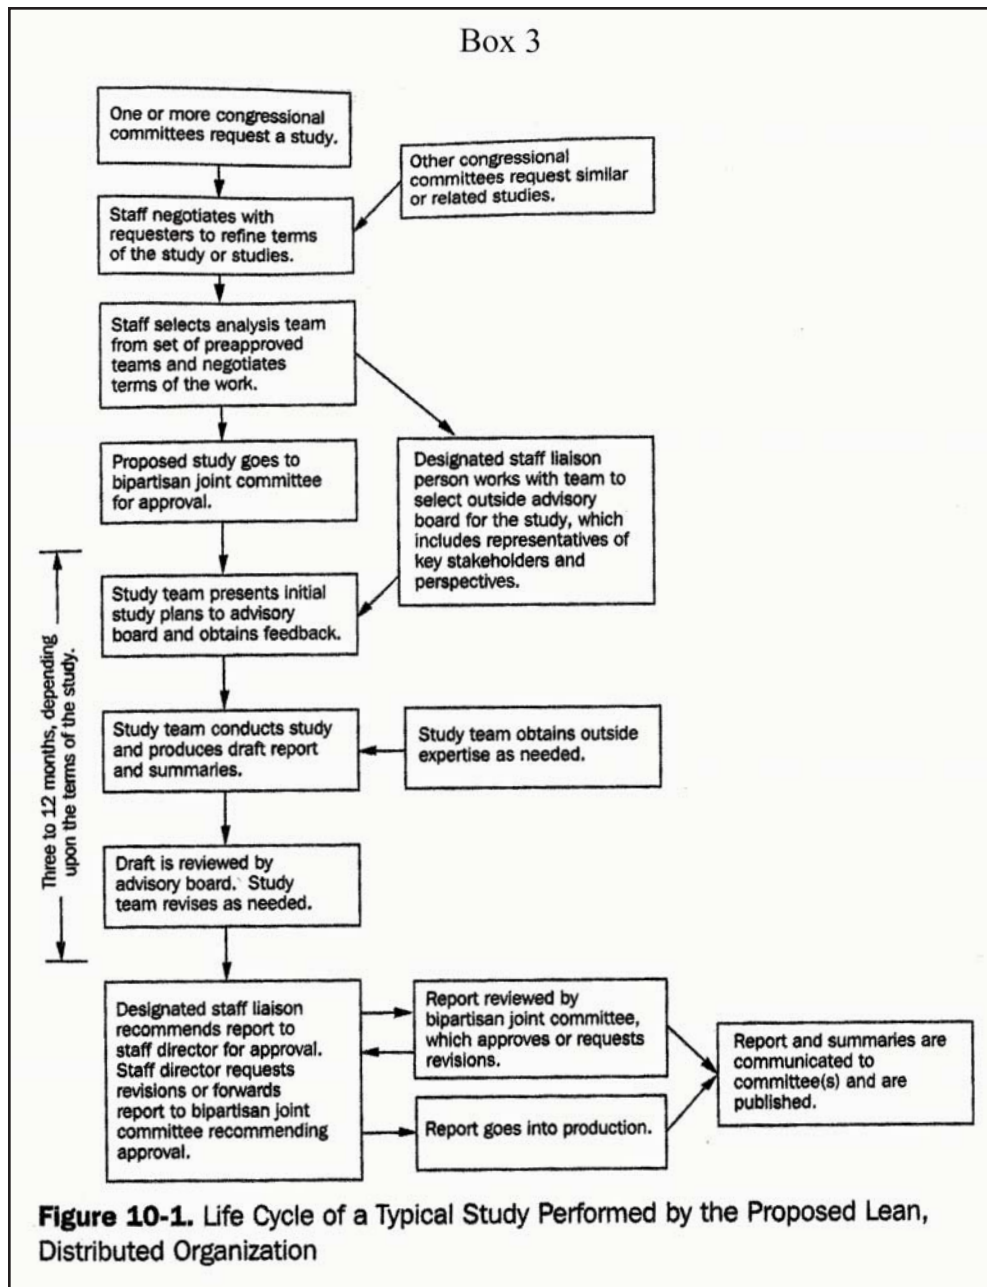 Box 3
One or more congressional
committees request a study.
Other congressional
committees request similar
or related studies.
Staff negotiates with
requesters to refine terms
of the study or studies.
Staff selects analysis team
from set of preapproved
teams and negotiates
terms of the work.
Proposed study goes to
bipartisan joint committee
for approval.
Designated staff liaison
person works with team to
select outside advisory
board for the study, which
includes representatives of
key stakeholders and
perspectives.
Three to 12 months, depending
upon the terms of the study.
Study team presents initial
study plans to advisory
board and obtains feedback.
Study team conducts study
and produces draft report
and summaries.
Study team obtains outside
expertise as needed.
Draft is reviewed by
advisory board. Study
team revises as needed.
Designated staff liaison
recommends report to
staff director for approval.
Staff director requests
revisions or forwards
report to bipartisan joint
committee recommending
approval.
Report reviewed by
bipartisan joint committee,
which approves or requests
revisions.
Report goes into production.
Report and summaries are
communicated to
committee(s) and are
published.
Figure 10-1. Life Cycle of a Typical Study Performed by the Proposed Lean,
Distributed Organization